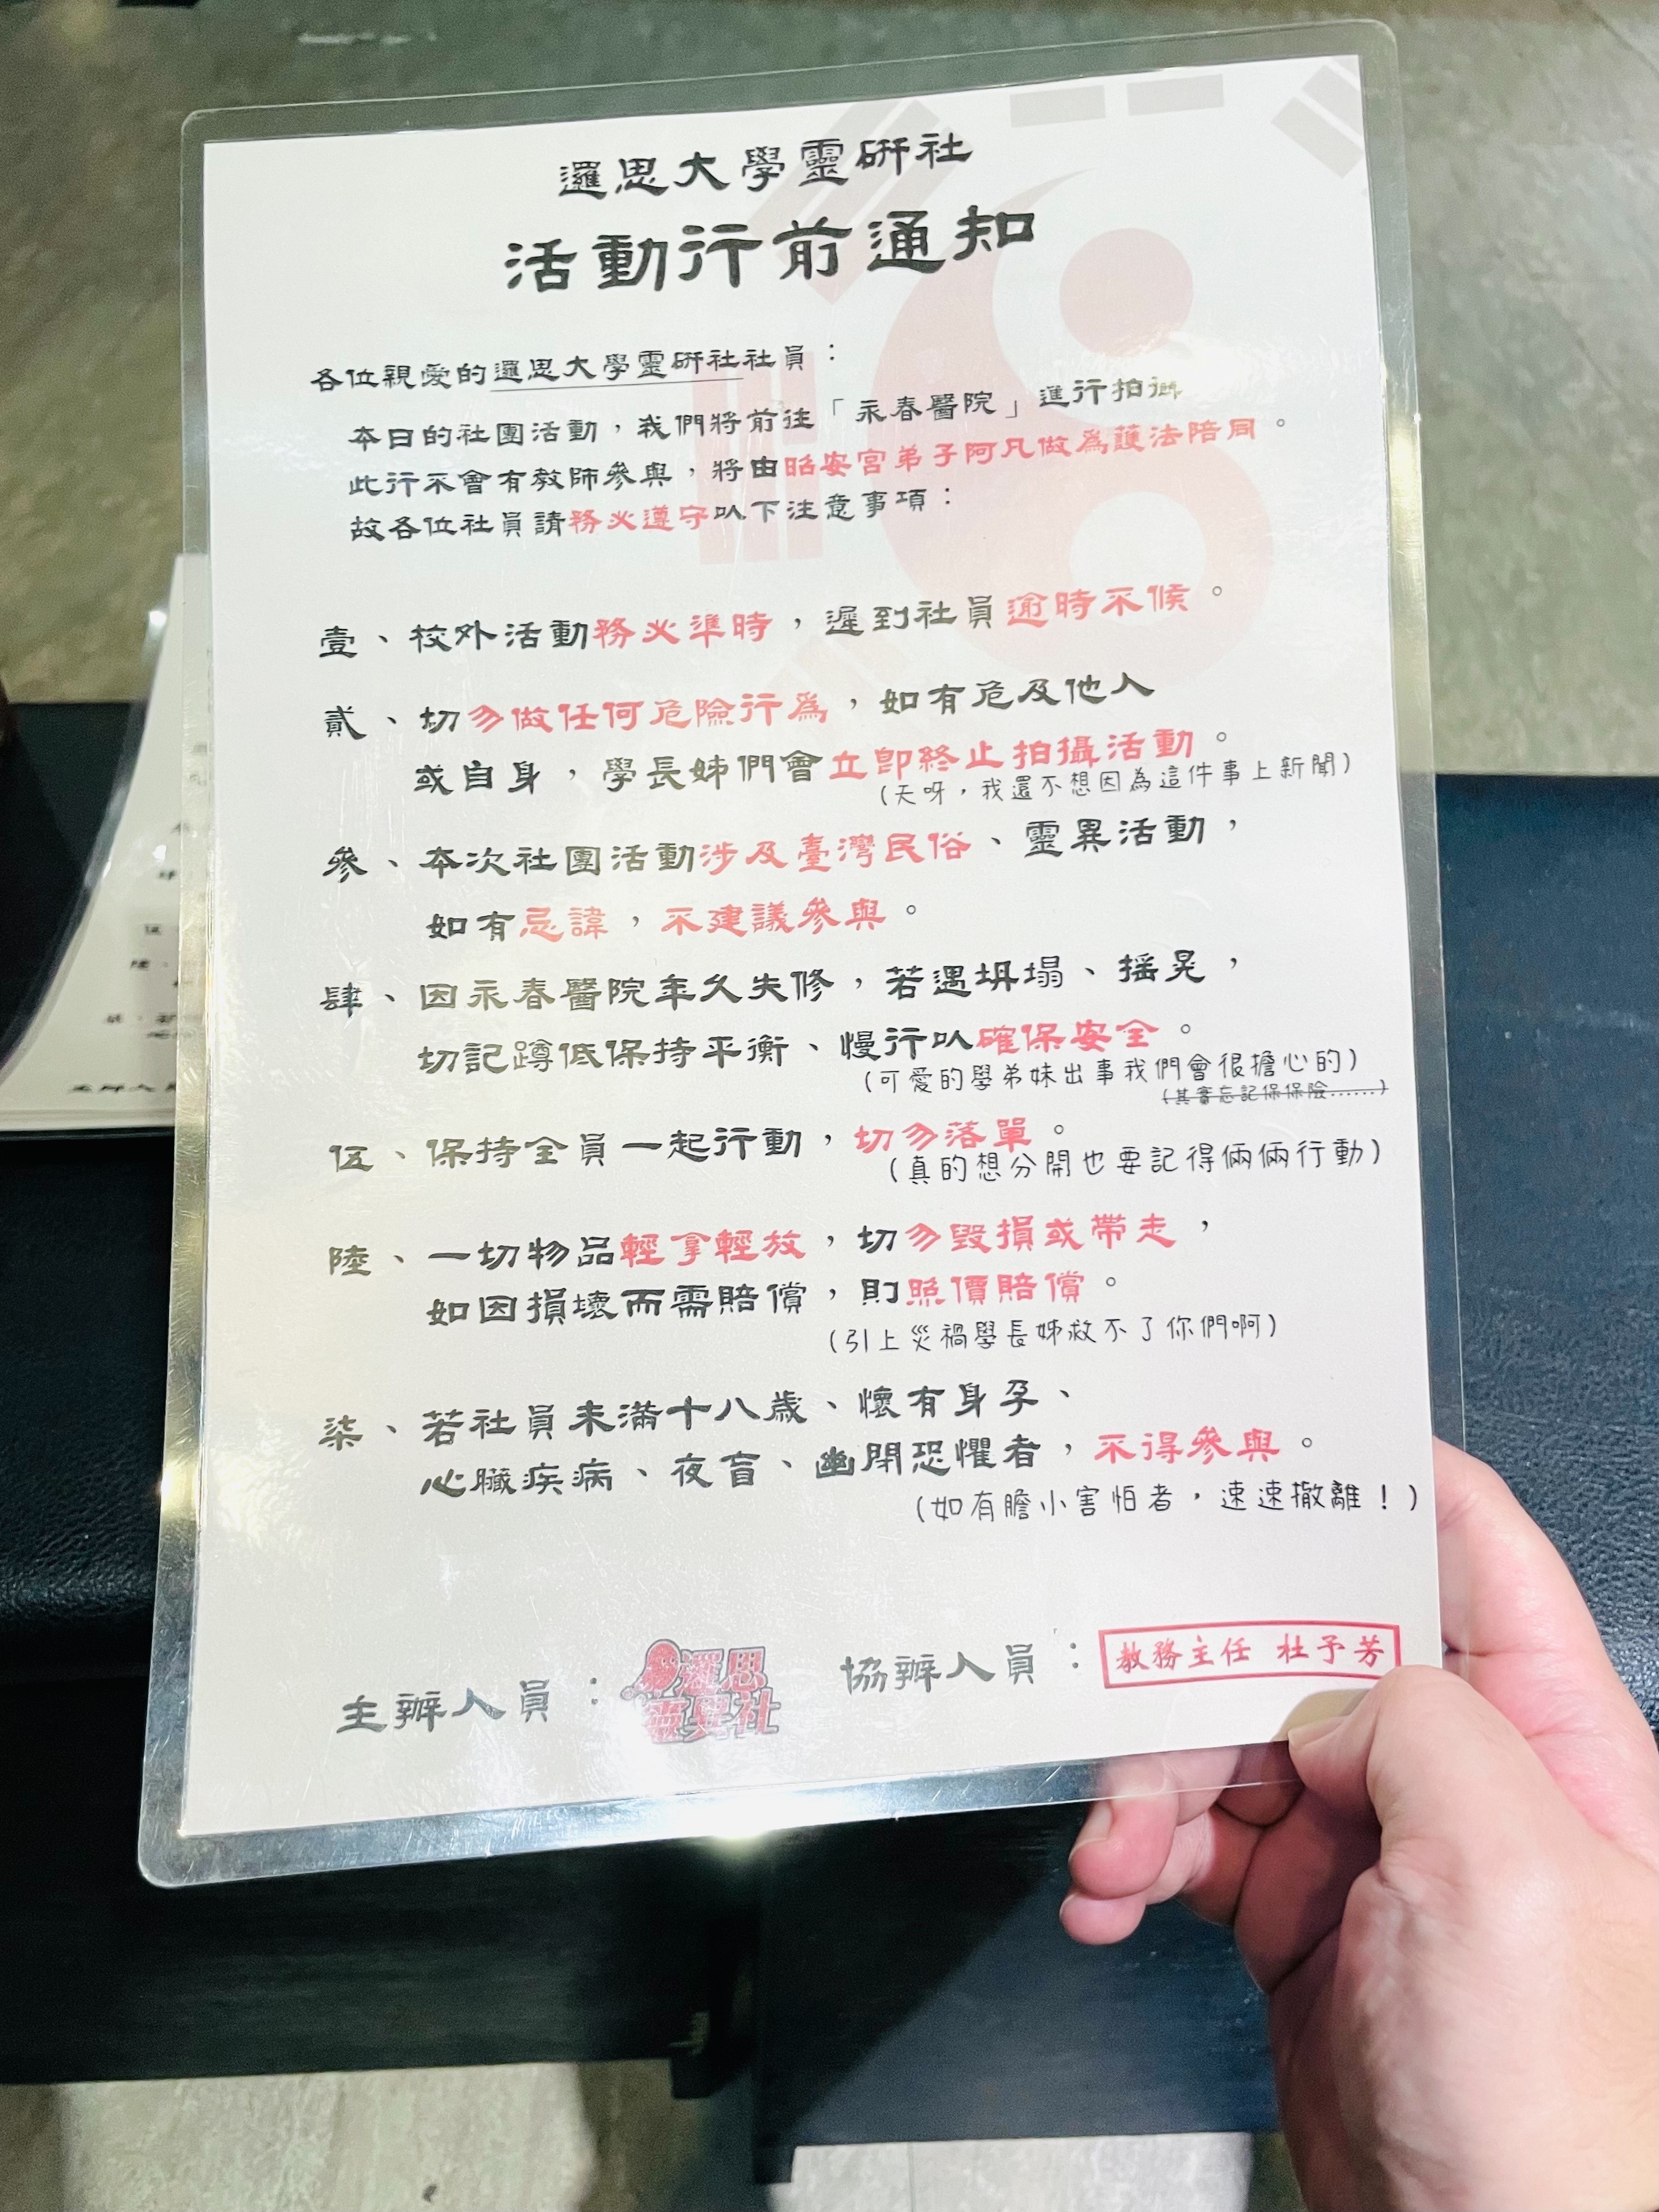 邏思大學靈研社
活動行前通知
各位親愛的邏思大學靈研社社員：
本日的社團活動，我們將前往「永春醫院」進行拍攝
此行不會有教師參與，將由昭安宮弟子阿凡做為護法陪同。
故各位社員請務必遵守以下注意事項：
壹、校外活動務必準時，遲到社員逾時不候。
貳、切勿做任何危險行為，如有危及他人
或自身，學長姊們會立即終止拍攝活動。
(天呀，我還不想因為這件事上新聞)
參、本次社團活動涉及臺灣民俗、靈異活動，
如有忌諱，不建議參與。
肆、因永春醫院年久失修，若遇坍塌、搖晃，
切記蹲低保持平衡、慢行以確保安全。
(可愛的學弟妹出事我們會很擔心的)
(其實忘記保保險......)
伍、保持全員一起行動，切勿落單。
(真的想分開也要記得倆倆行動)
陸、一切物品輕拿輕放，切勿毀損或帶走，
如因損壞而需賠償，則照價賠償。
(引上災禍學長姊救不了你們啊)
柒、若社員未滿十八歲、懷有身孕、
心臟疾病、夜盲、幽閉恐懼者，不得參與。
(如有膽小害怕者，速速撤離！)
主辦人員：邏思靈異社
協辦人員：教務主任 杜予芳